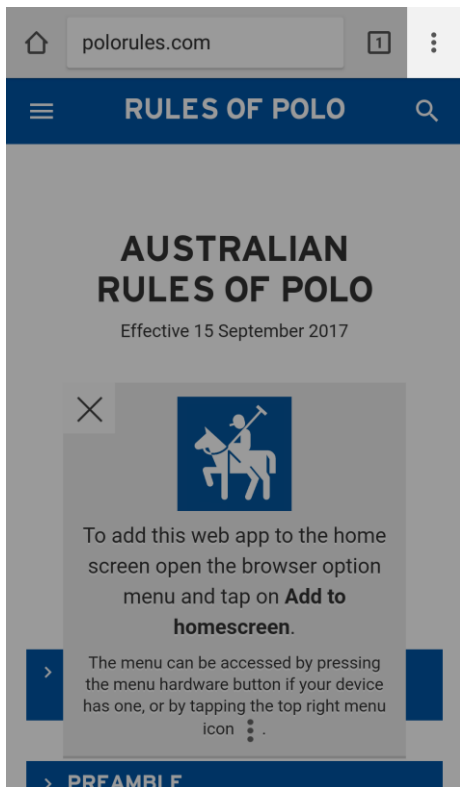 polorules.com
1
RULES OF POLO
AUSTRALIAN
RULES OF POLO
Effective 15 September 2017
To add this web app to the home
screen open the browser option
menu and tap on Add to
homescreen.
The menu can be accessed by pressing
the menu hardware button if your device
has one, or by tapping the top right menu
icon .
PREAMBLE